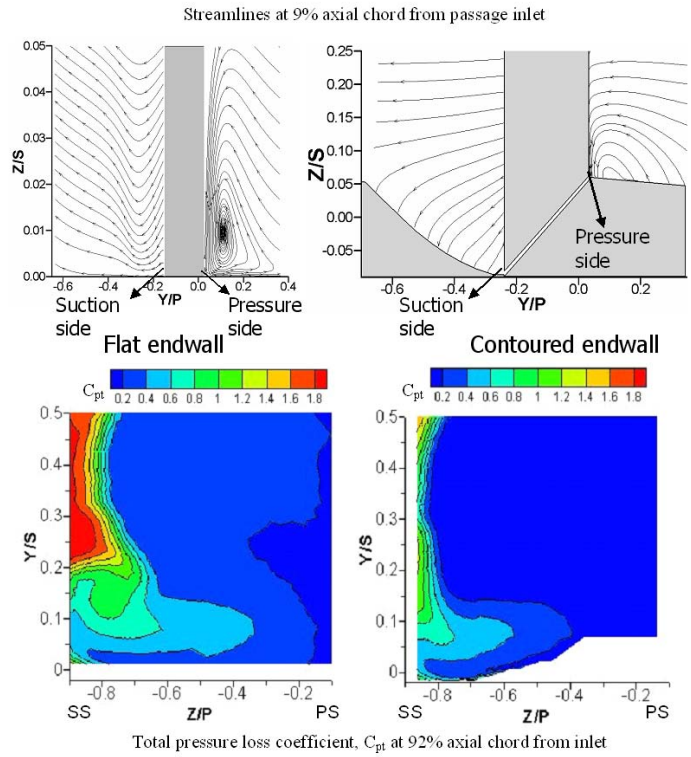 Streamlines at 9% axial chord from passage inlet
0.05
0.04
0.03
0.02
0.01
0.00
Z/S
-0.6 -0.4 -0.2 0.0 0.2 0.4
Y/P
Suction side
Pressure side
0.25
0.20
0.15
0.10
0.05
0.00
-0.05
Z/S
-0.6 -0.4 -0.2 0.0 0.2
Y/P
Suction side
Pressure side
Flat endwall
Contoured endwall
Cpt
0.2 0.4 0.6 0.8 1 1.2 1.4 1.6 1.8
Cpt
0.2 0.4 0.6 0.8 1 1.2 1.4 1.6 1.8
0.5
0.4
0.3
0.2
0.1
0
Y/S
-0.8 -0.6 -0.4 -0.2
SS Z/P PS
0.5
0.4
0.3
0.2
0.1
0
Y/S
-0.8 -0.6 -0.4 -0.2
SS Z/P PS
Total pressure loss coefficient, Cpt at 92% axial chord from inlet